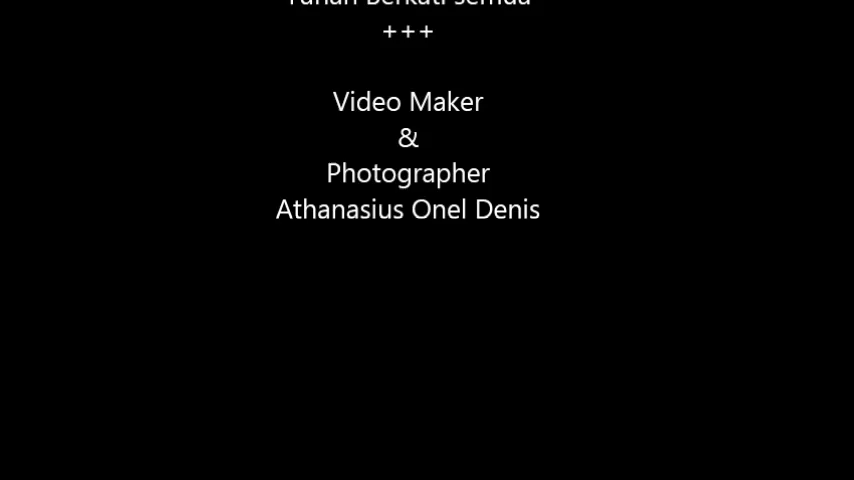 Tuhan Berkati semua
+++
Video Maker
&
Photographer
Athanasius Onel Denis